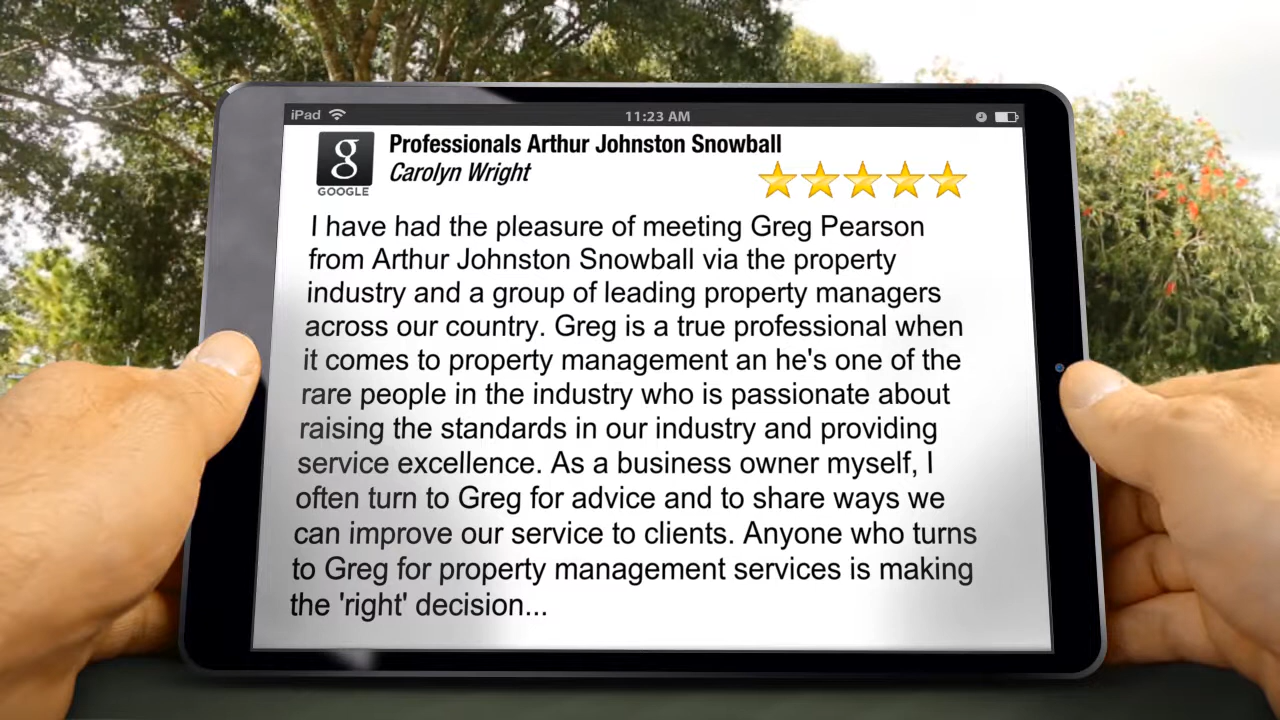 iPad 11:23 AM
g
GOOGLE
Professionals Arthur Johnston Snowball
Carolyn Wright
I have had the pleasure of meeting Greg Pearson
from Arthur Johnston Snowball via the property
industry and a group of leading property managers
across our country. Greg is a true professional when
it comes to property management an he's one of the
rare people in the industry who is passionate about
raising the standards in our industry and providing
service excellence. As a business owner myself, I
often turn to Greg for advice and to share ways we
can improve our service to clients. Anyone who turns
to Greg for property management services is making
the 'right' decision...